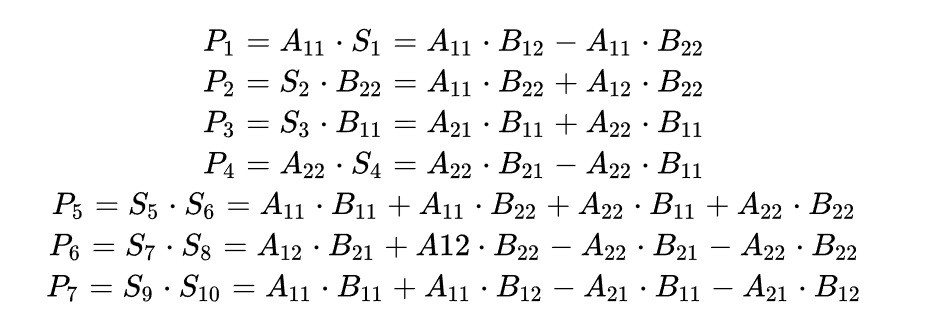 P₁ = A₁₁ · S₁ = A₁₁ · B₁₂ − A₁₁ · B₂₂
P₂ = S₂ · B₂₂ = A₁₁ · B₂₂ + A₁₂ · B₂₂
P₃ = S₃ · B₁₁ = A₂₁ · B₁₁ + A₂₂ · B₁₁
P₄ = A₂₂ · S₄ = A₂₂ · B₂₁ − A₂₂ · B₁₁
P₅ = S₅ · S₆ = A₁₁ · B₁₁ + A₁₁ · B₂₂ + A₂₂ · B₁₁ + A₂₂ · B₂₂
P₆ = S₇ · S₈ = A₁₂ · B₂₁ + A12 · B₂₂ − A₂₂ · B₂₁ − A₂₂ · B₂₂
P₇ = S₉ · S₁₀ = A₁₁ · B₁₁ + A₁₁ · B₁₂ − A₂₁ · B₁₁ − A₂₁ · B₁₂